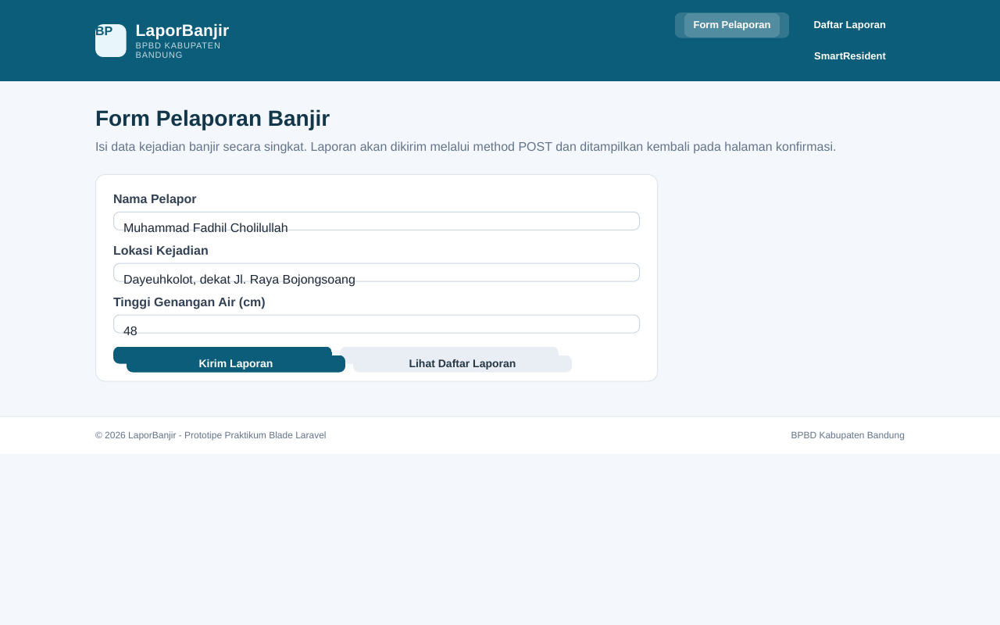 BP
LaporBanjir
BPBD KABUPATEN
BANDUNG
Form Pelaporan
Daftar Laporan
SmartResident
Form Pelaporan Banjir
Isi data kejadian banjir secara singkat. Laporan akan dikirim melalui method POST dan ditampilkan kembali pada halaman konfirmasi.
Nama Pelapor
Muhammad Fadhil Cholilullah
Lokasi Kejadian
Dayeuhkolot, dekat Jl. Raya Bojongsoang
Tinggi Genangan Air (cm)
48
Kirim Laporan
Lihat Daftar Laporan
© 2026 LaporBanjir - Prototipe Praktikum Blade Laravel
BPBD Kabupaten Bandung